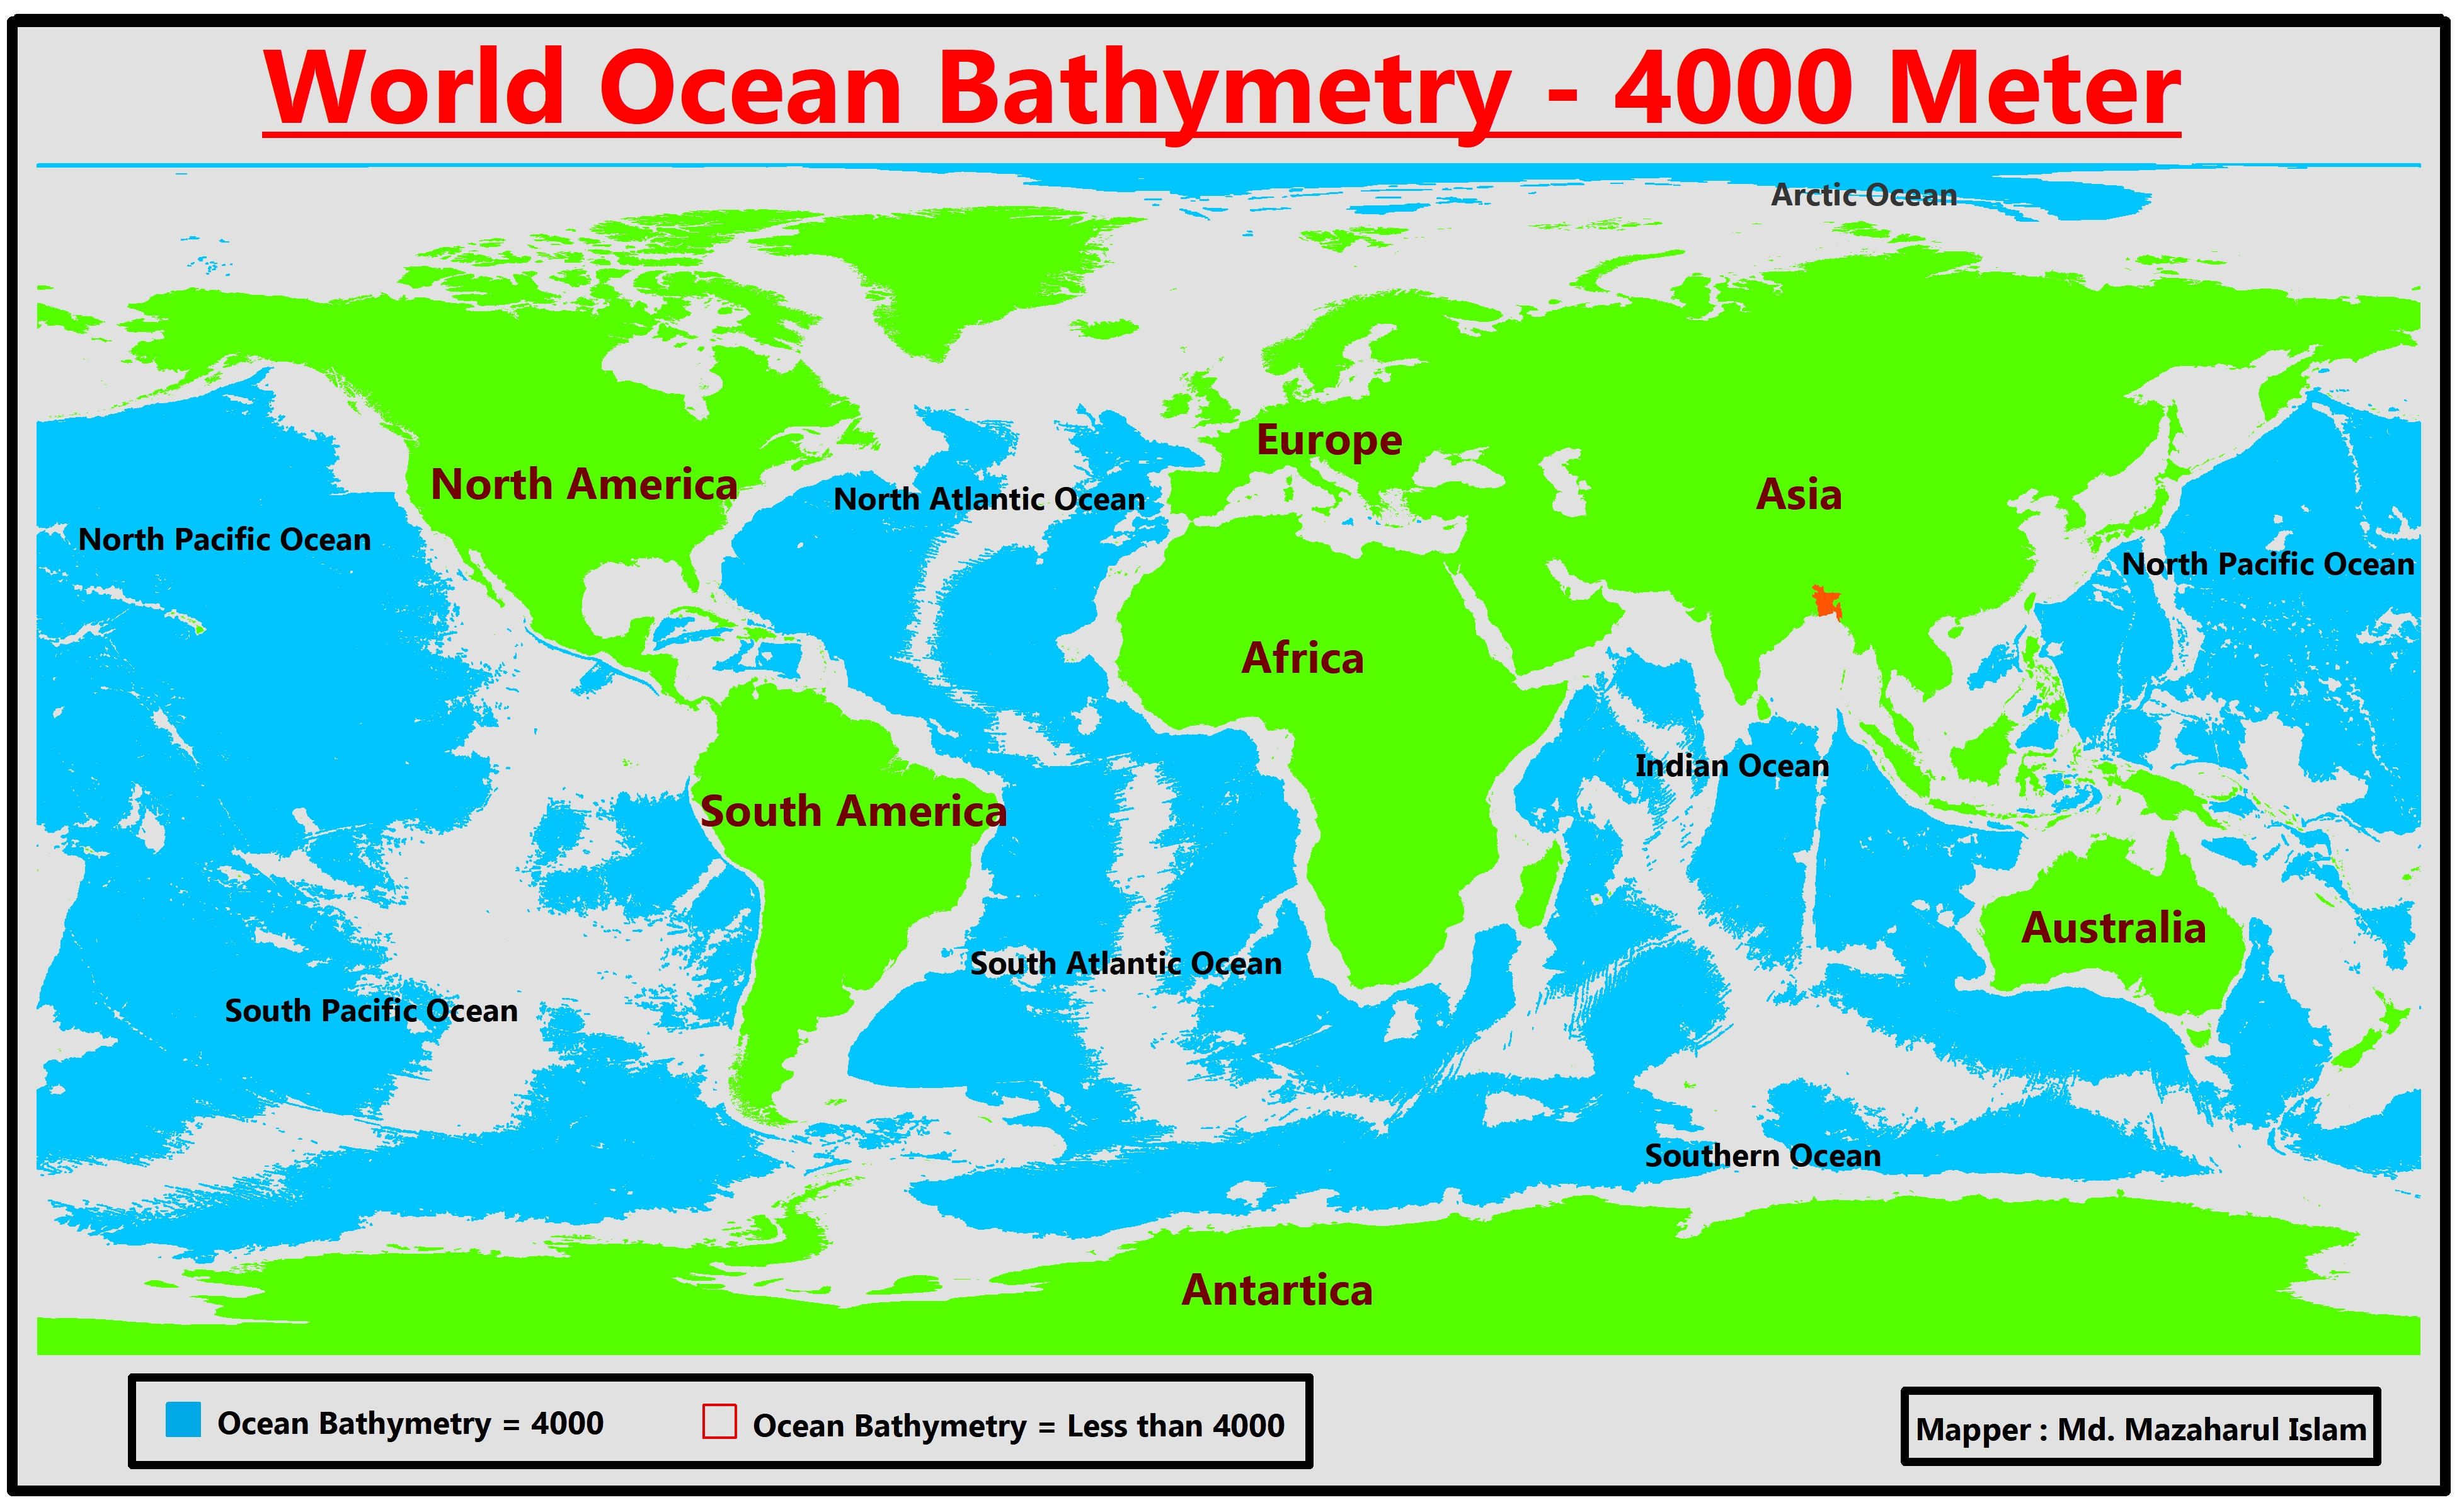 World Ocean Bathymetry - 4000 Meter
Arctic Ocean
Europe
North America
Asia
North Atlantic Ocean
North Pacific Ocean
North Pacific Ocean
Africa
Indian Ocean
South America
Australia
South Atlantic Ocean
South Pacific Ocean
Southern Ocean
Antartica
Ocean Bathymetry = 4000
Ocean Bathymetry = Less than 4000
Mapper : Md. Mazaharul Islam